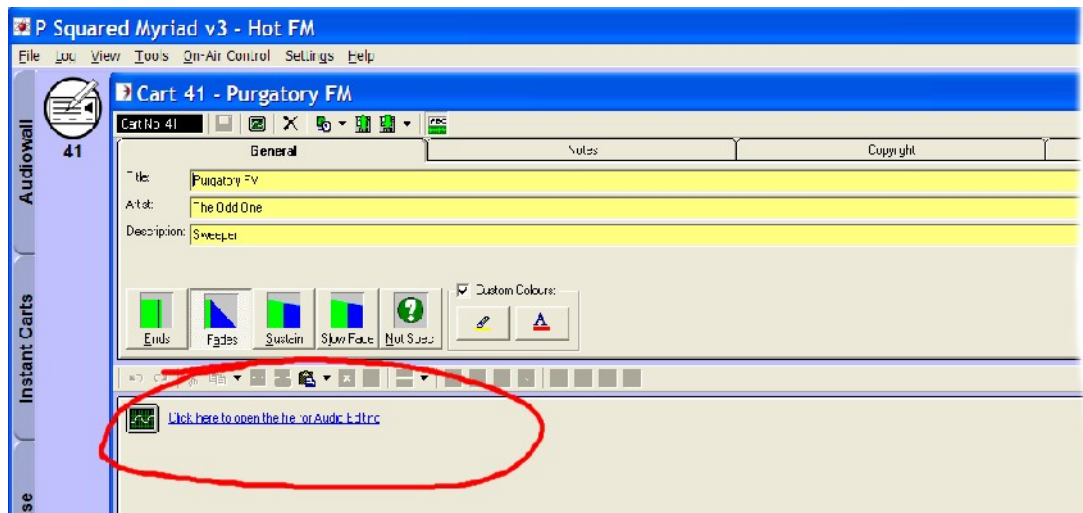 P Squared Myriad v3 - Hot FM
File Log View Tools On-Air Control Settings Help
Cart 41 - Purgatory FM
Cart No 41
41
Audiowall
General Notes Copyright
Title: Purgatory FM
Artist: The Odd One
Description: Sweeper
Custom Colours:
Ends Fades Sustain Slow Fade Not Spec
Instant Carts
Click here to open the file for Audio Editing
se